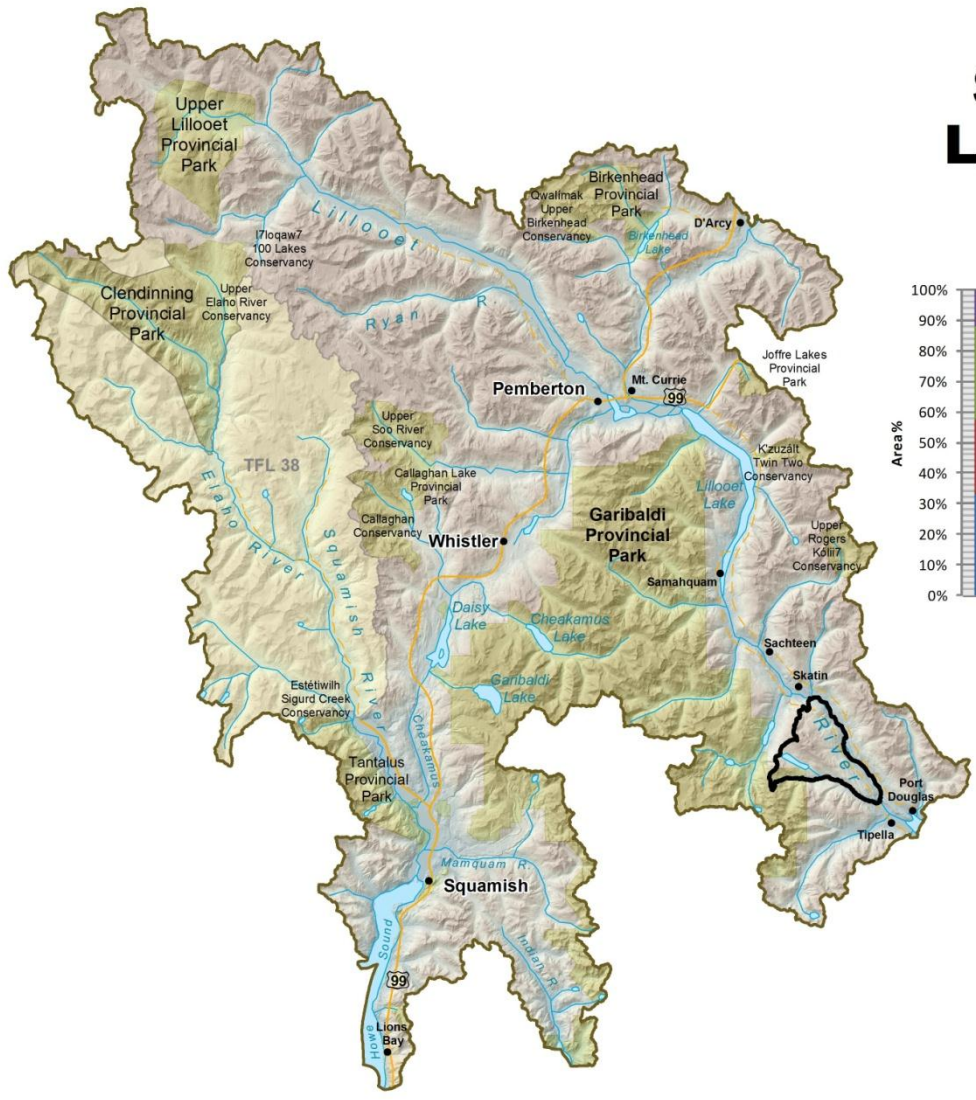 Upper
Lillooet
Provincial
Park
Lillooet
I7loqaw7
100 Lakes
Conservancy
Qwalímak
Upper
Birkenhead
Conservancy
Birkenhead
Provincial
Park
Birkenhead
Lake
D'Arcy
Clendinning
Provincial
Park
Upper
Elaho River
Conservancy
Ryan R.
Joffre Lakes
Provincial
Park
Pemberton
Mt. Currie
99
Upper
Soo River
Conservancy
K'zuzált
Twin Two
Conservancy
TFL 38
Callaghan Lake
Provincial
Park
Callaghan
Conservancy
Lillooet
Lake
Garibaldi
Provincial
Park
Upper
Rogers
Kólii7
Conservancy
Elaho
River
Squamish River
Whistler
Samahquam
Daisy
Lake
Cheakamus
Lake
Sachteen
Skatin
Garibaldi
Lake
Estétiwilh
Sigurd Creek
Conservancy
Cheakamus
River
Tantalus
Provincial
Park
Port
Douglas
Tipella
Mamquam R.
Squamish
Indian R.
Howe Sound
99
Lions
Bay
L
100%
90%
80%
70%
60%
50%
40%
30%
20%
10%
0%
Area %